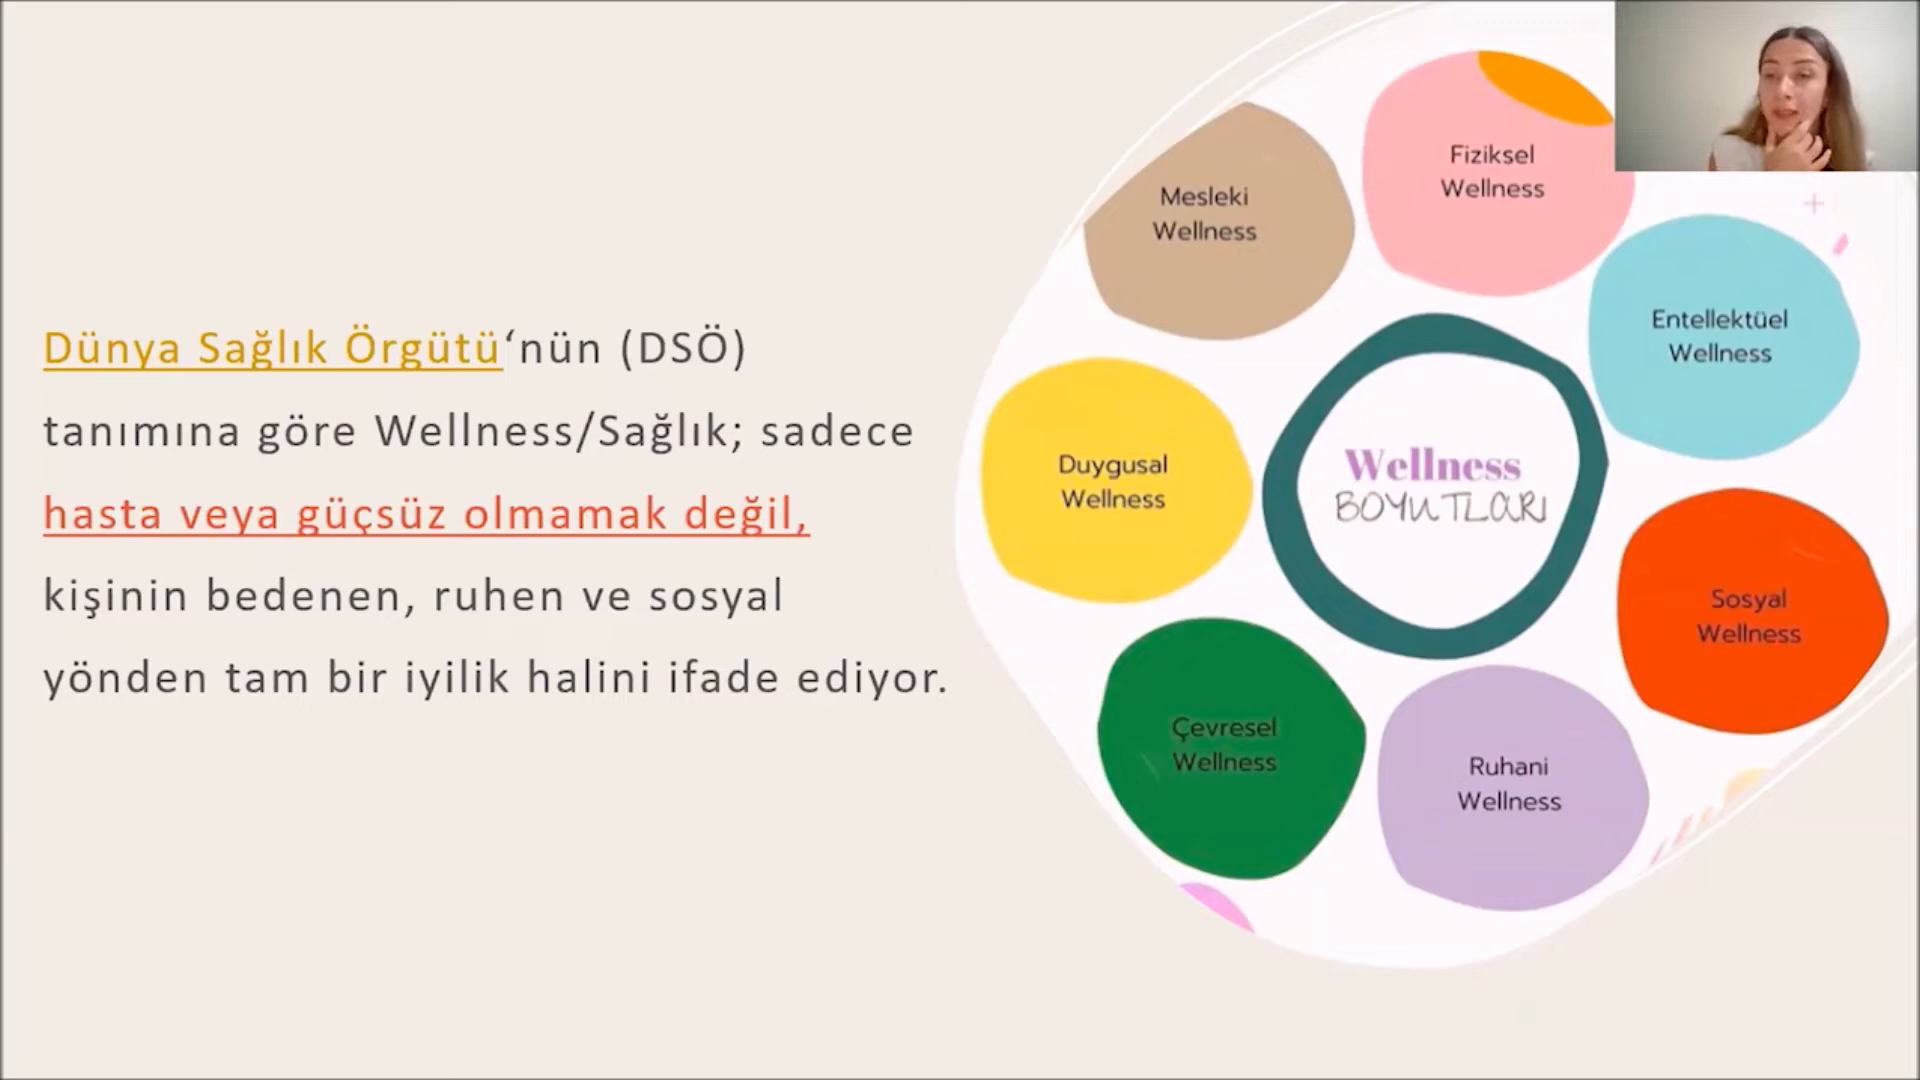 Dünya Sağlık Örgütü‘nün (DSÖ)
tanımına göre Wellness/Sağlık; sadece
hasta veya güçsüz olmamak değil,
kişinin bedenen, ruhen ve sosyal
yönden tam bir iyilik halini ifade ediyor.
Fiziksel
Wellness
Mesleki
Wellness
Entellektüel
Wellness
Duygusal
Wellness
Wellness
BOYUTLARI
Sosyal
Wellness
Çevresel
Wellness
Ruhani
Wellness